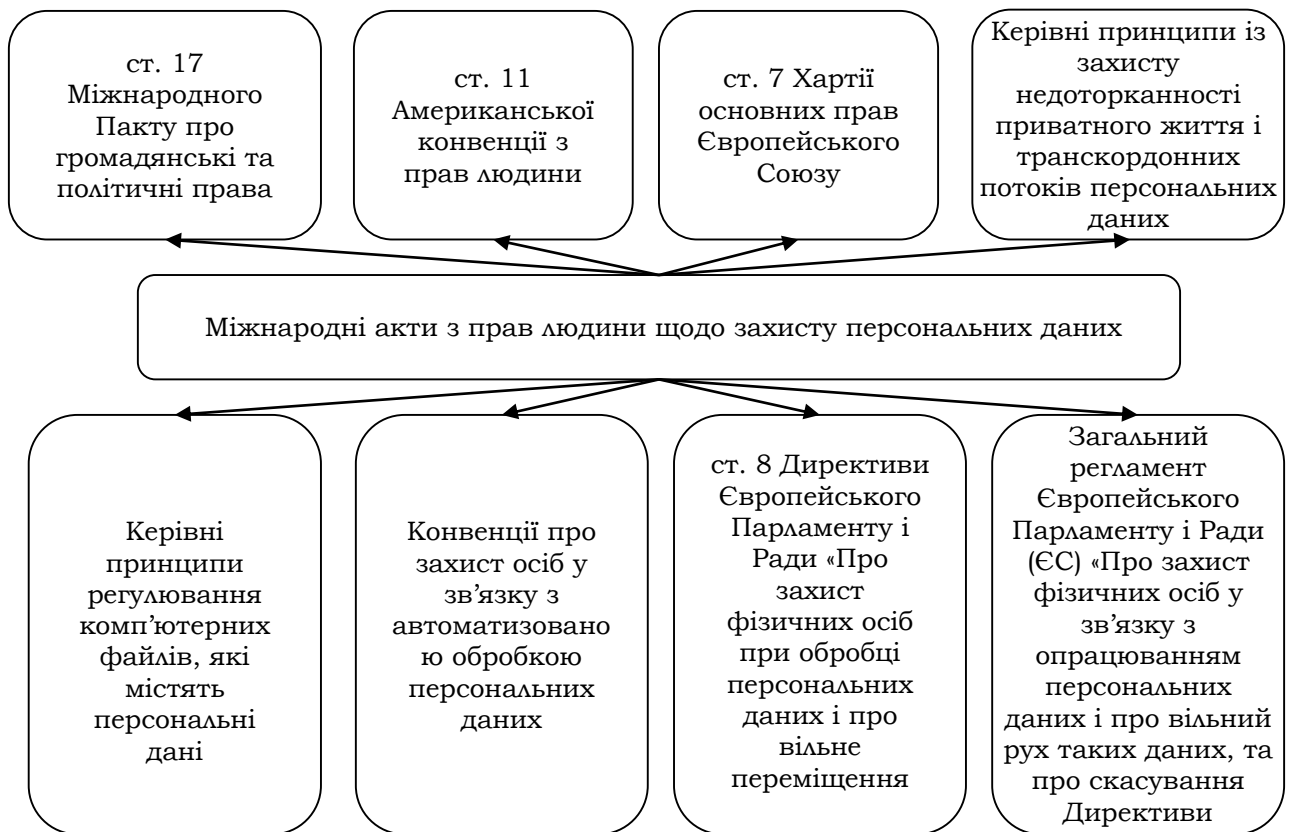 ст. 17
Міжнародного
Пакту про
громадянські та
політичні права
ст. 11
Американської
конвенції з
прав людини
ст. 7 Хартії
основних прав
Європейського
Союзу
Керівні принципи із
захисту
недоторканності
приватного життя і
транскордонних
потоків персональних
даних
Міжнародні акти з прав людини щодо захисту персональних даних
Керівні
принципи
регулювання
комп’ютерних
файлів, які
містять
персональні
дані
Конвенції про
захист осіб у
зв’язку з
автоматизовано
ю обробкою
персональних
даних
ст. 8 Директиви
Європейського
Парламенту і
Ради «Про
захист
фізичних осіб
при обробці
персональних
даних і про
вільне
переміщення
Загальний
регламент
Європейського
Парламенту і Ради
(ЄС) «Про захист
фізичних осіб у
зв’язку з
опрацюванням
персональних
даних і про вільний
рух таких даних, та
про скасування
Директиви